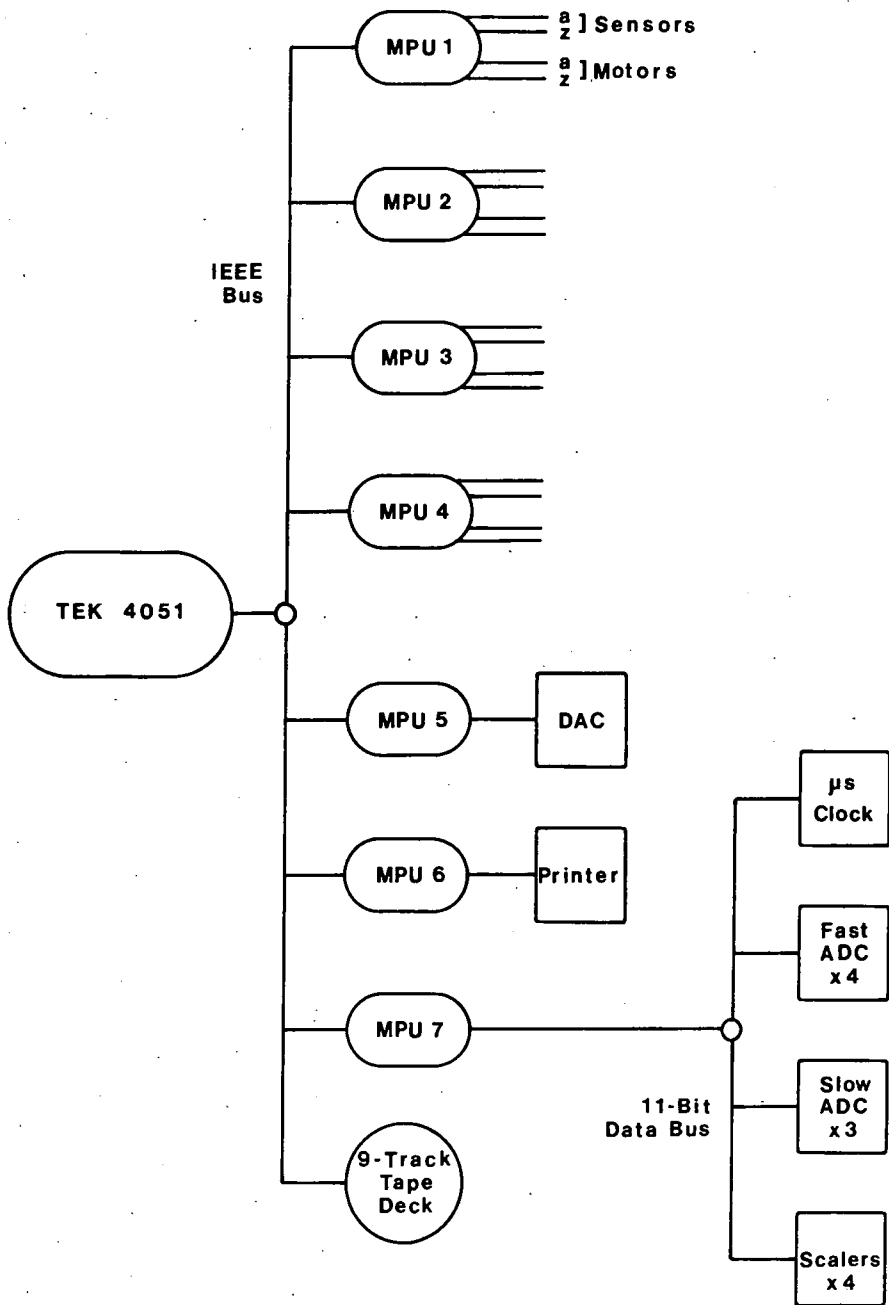 MPU 1
a ] Sensors
z
a ] Motors
z
MPU 2
IEEE
Bus
MPU 3
MPU 4
TEK 4051
MPU 5
DAC
µs
Clock
MPU 6
Printer
Fast
ADC
x 4
MPU 7
11-Bit
Data Bus
Slow
ADC
x 3
9-Track
Tape
Deck
Scalers
x 4